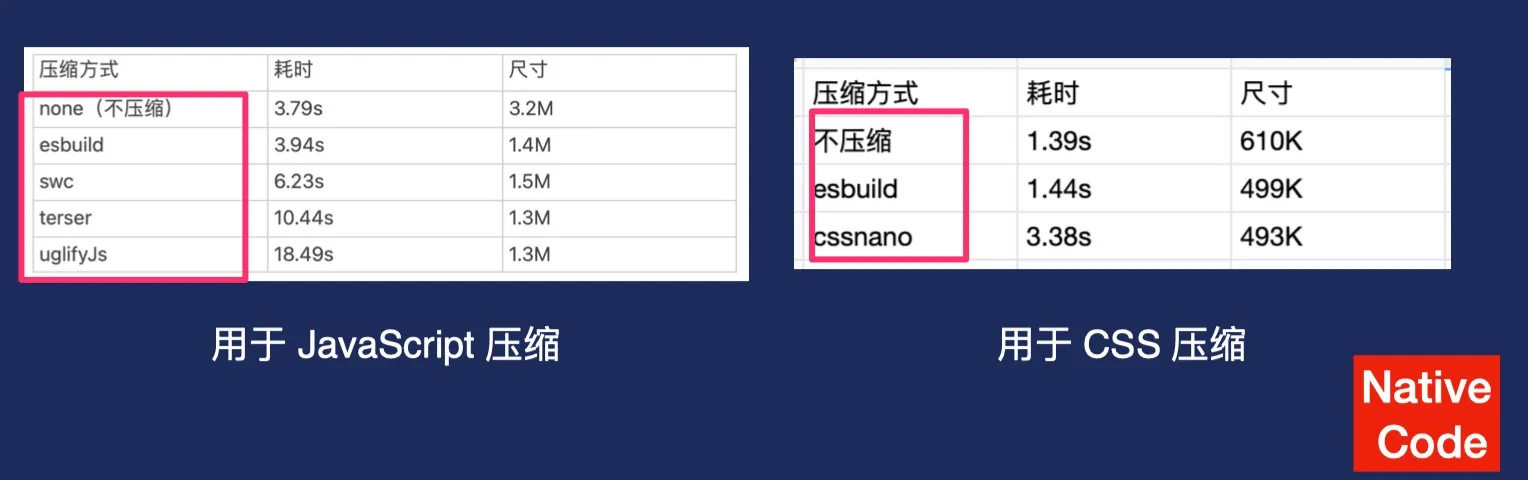 压缩方式 耗时 尺寸
none（不压缩） 3.79s 3.2M
esbuild 3.94s 1.4M
swc 6.23s 1.5M
terser 10.44s 1.3M
uglifyJs 18.49s 1.3M
用于 JavaScript 压缩
压缩方式 耗时 尺寸
不压缩 1.39s 610K
esbuild 1.44s 499K
cssnano 3.38s 493K
用于 CSS 压缩
Native
Code